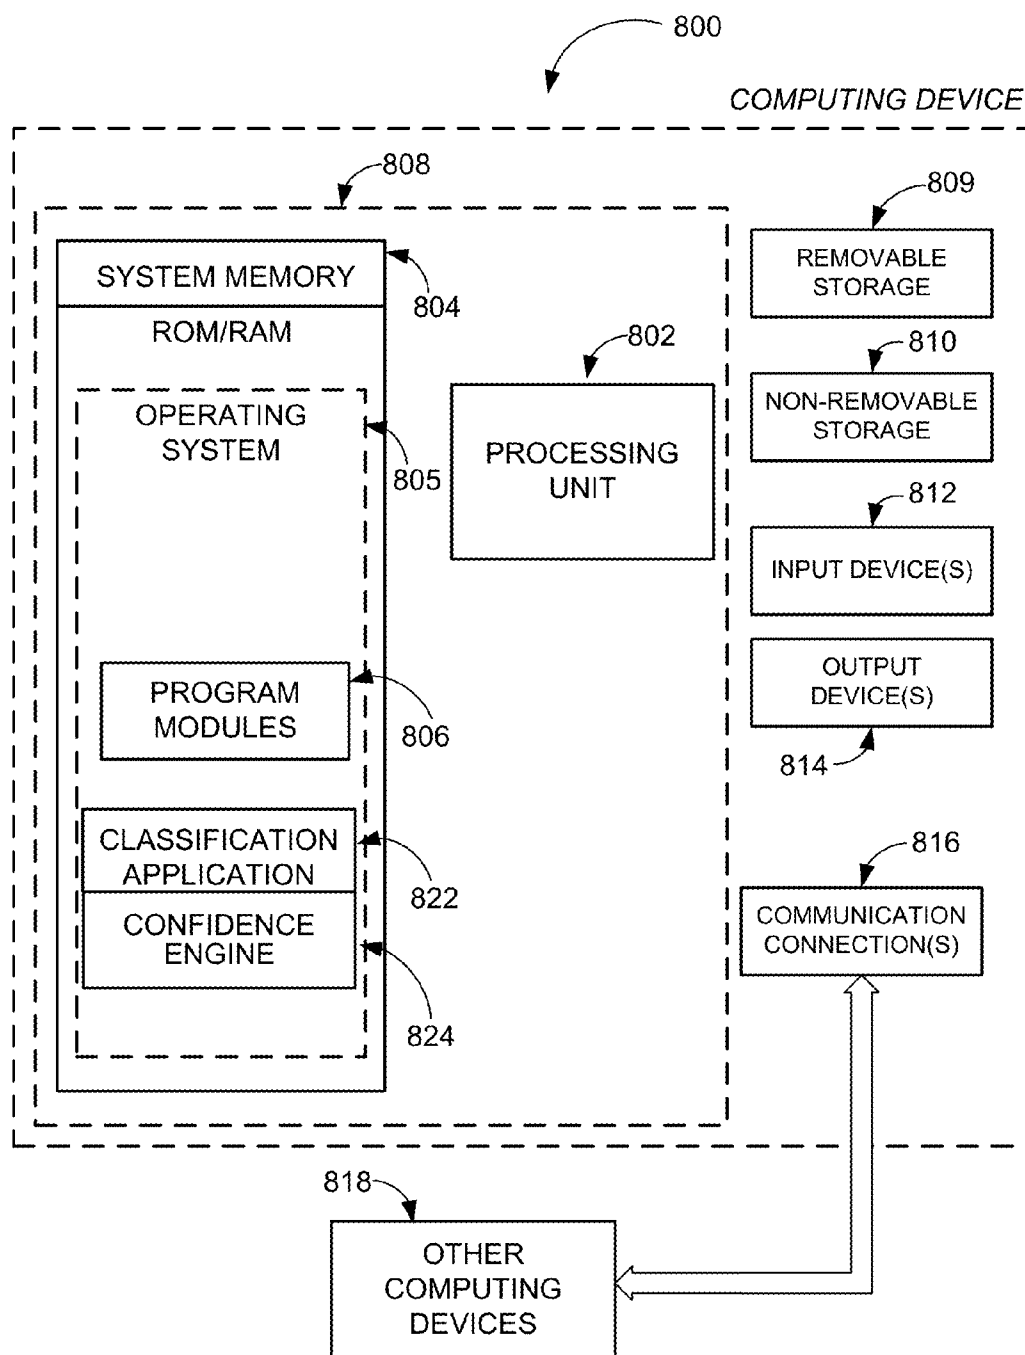 800
COMPUTING DEVICE
808
809
SYSTEM MEMORY
804
REMOVABLE
STORAGE
ROM/RAM
802
810
OPERATING
SYSTEM
805
PROCESSING
UNIT
NON-REMOVABLE
STORAGE
812
INPUT DEVICE(S)
PROGRAM
MODULES
806
OUTPUT
DEVICE(S)
814
CLASSIFICATION
APPLICATION
822
816
CONFIDENCE
ENGINE
824
COMMUNICATION
CONNECTION(S)
818
OTHER
COMPUTING
DEVICES